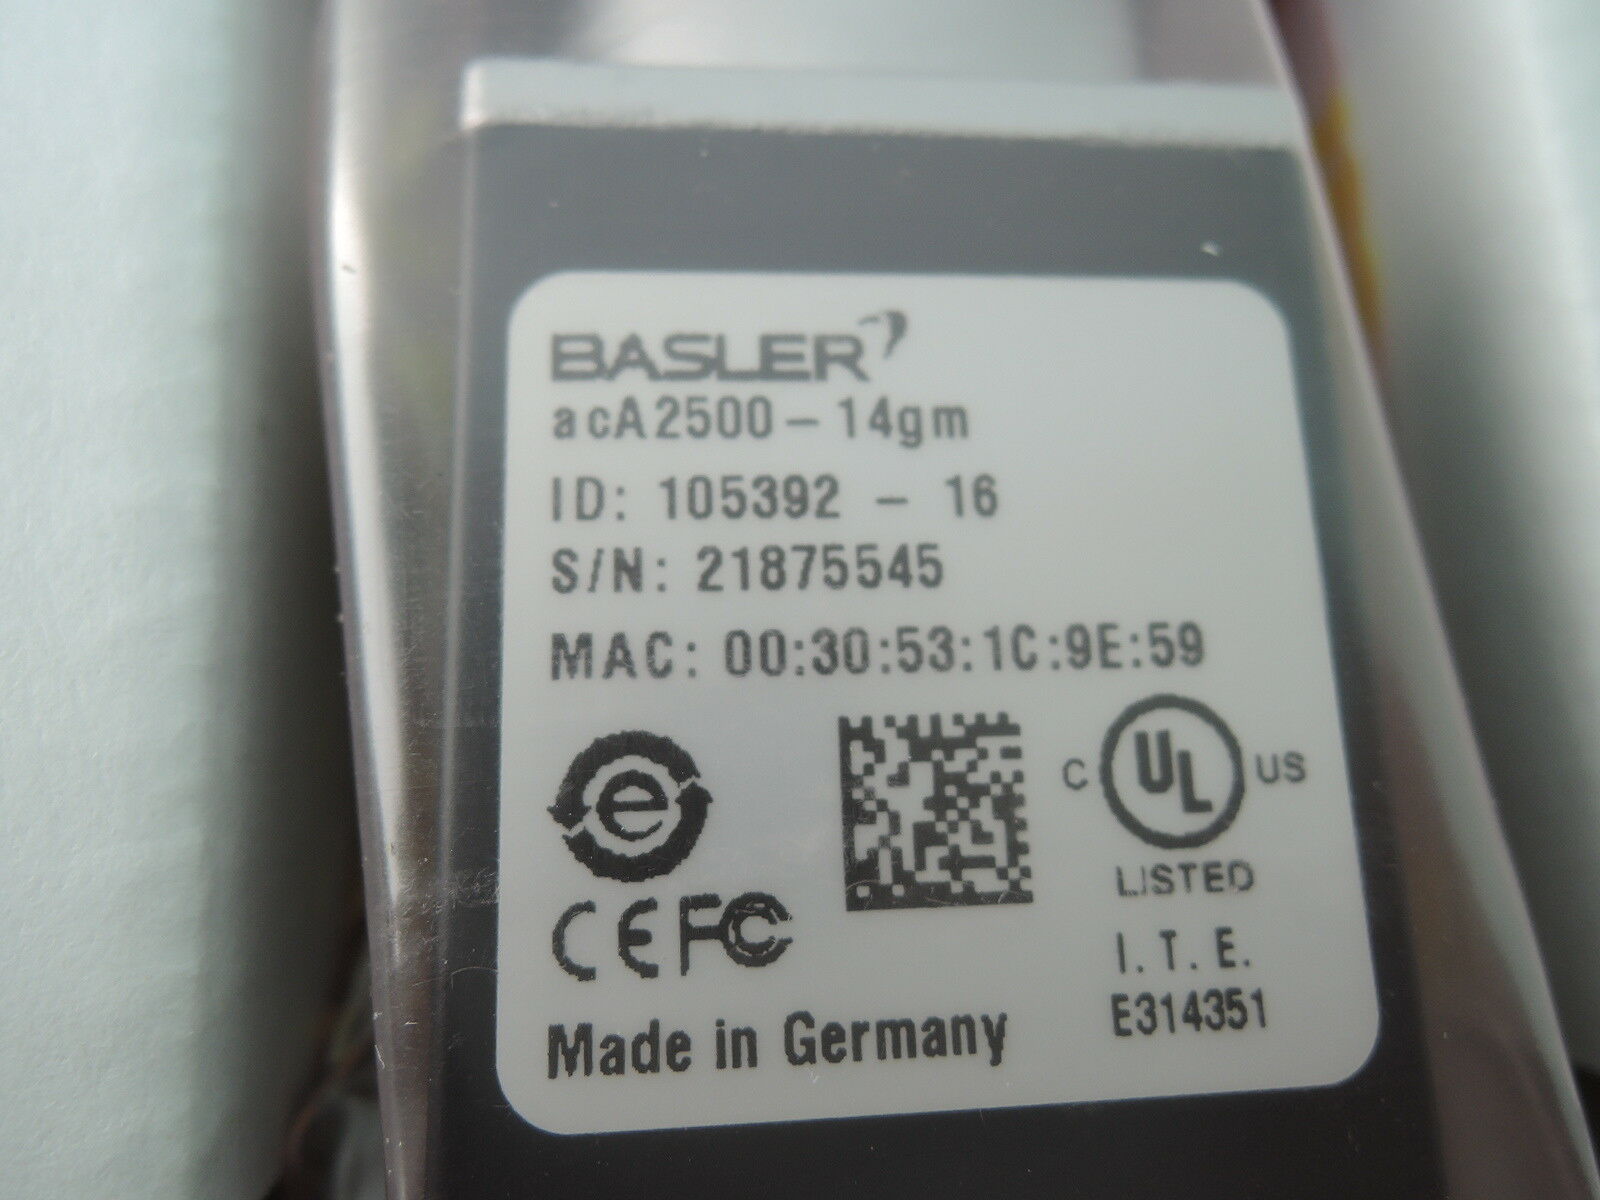 BASLER
acA2500-14gm
ID: 105392 - 16
S/N: 21875545
MAC: 00:30:53:1C:9E:59
e
C UL US
LISTED
CE FC
I. T. E.
E314351
Made in Germany